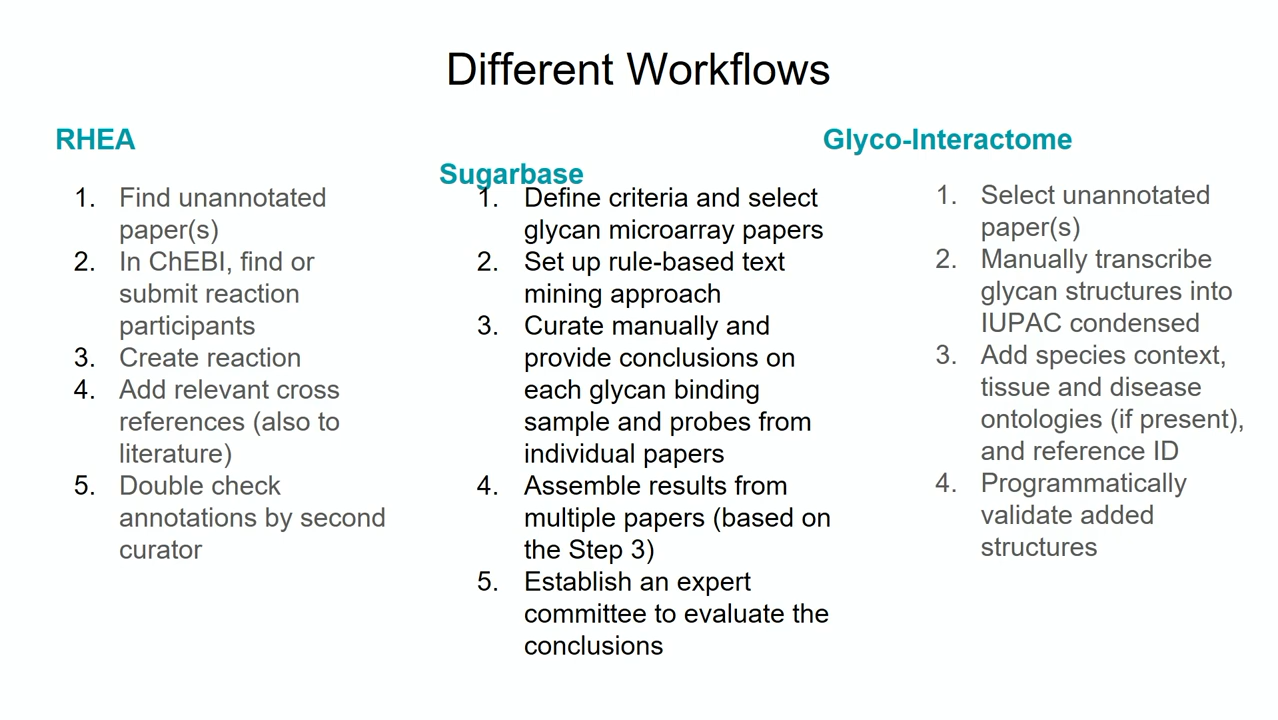 Different Workflows
RHEA
1. Find unannotated
paper(s)
2. In ChEBI, find or
submit reaction
participants
3. Create reaction
4. Add relevant cross
references (also to
literature)
5. Double check
annotations by second
curator
Sugarbase
1. Define criteria and select
glycan microarray papers
2. Set up rule-based text
mining approach
3. Curate manually and
provide conclusions on
each glycan binding
sample and probes from
individual papers
4. Assemble results from
multiple papers (based on
the Step 3)
5. Establish an expert
committee to evaluate the
conclusions
Glyco-Interactome
1. Select unannotated
paper(s)
2. Manually transcribe
glycan structures into
IUPAC condensed
3. Add species context,
tissue and disease
ontologies (if present),
and reference ID
4. Programmatically
validate added
structures